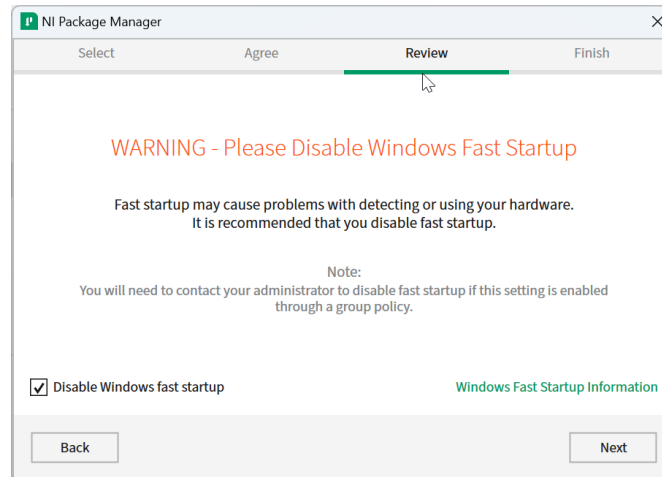 NI Package Manager
Select Agree Review Finish
WARNING - Please Disable Windows Fast Startup
Fast startup may cause problems with detecting or using your hardware.
It is recommended that you disable fast startup.
Note:
You will need to contact your administrator to disable fast startup if this setting is enabled
through a group policy.
Disable Windows fast startup Windows Fast Startup Information
Back Next